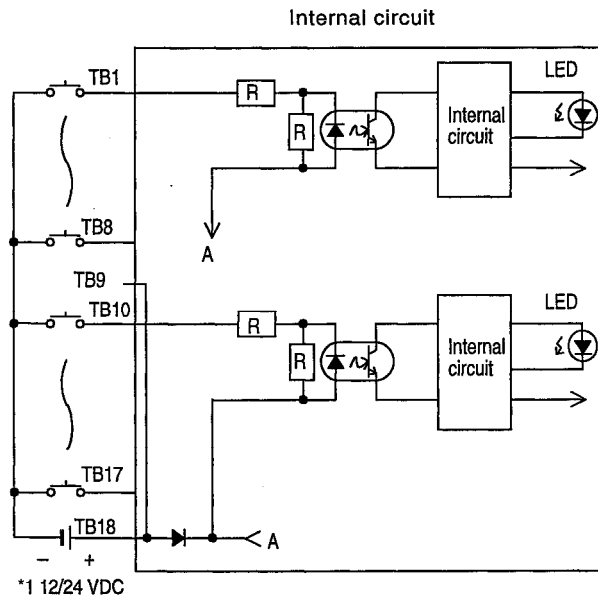 Internal circuit
TB1
R
R
Internal
circuit
LED
A
TB8
TB9
TB10
R
R
Internal
circuit
LED
TB17
TB18
A
− +
*1 12/24 VDC